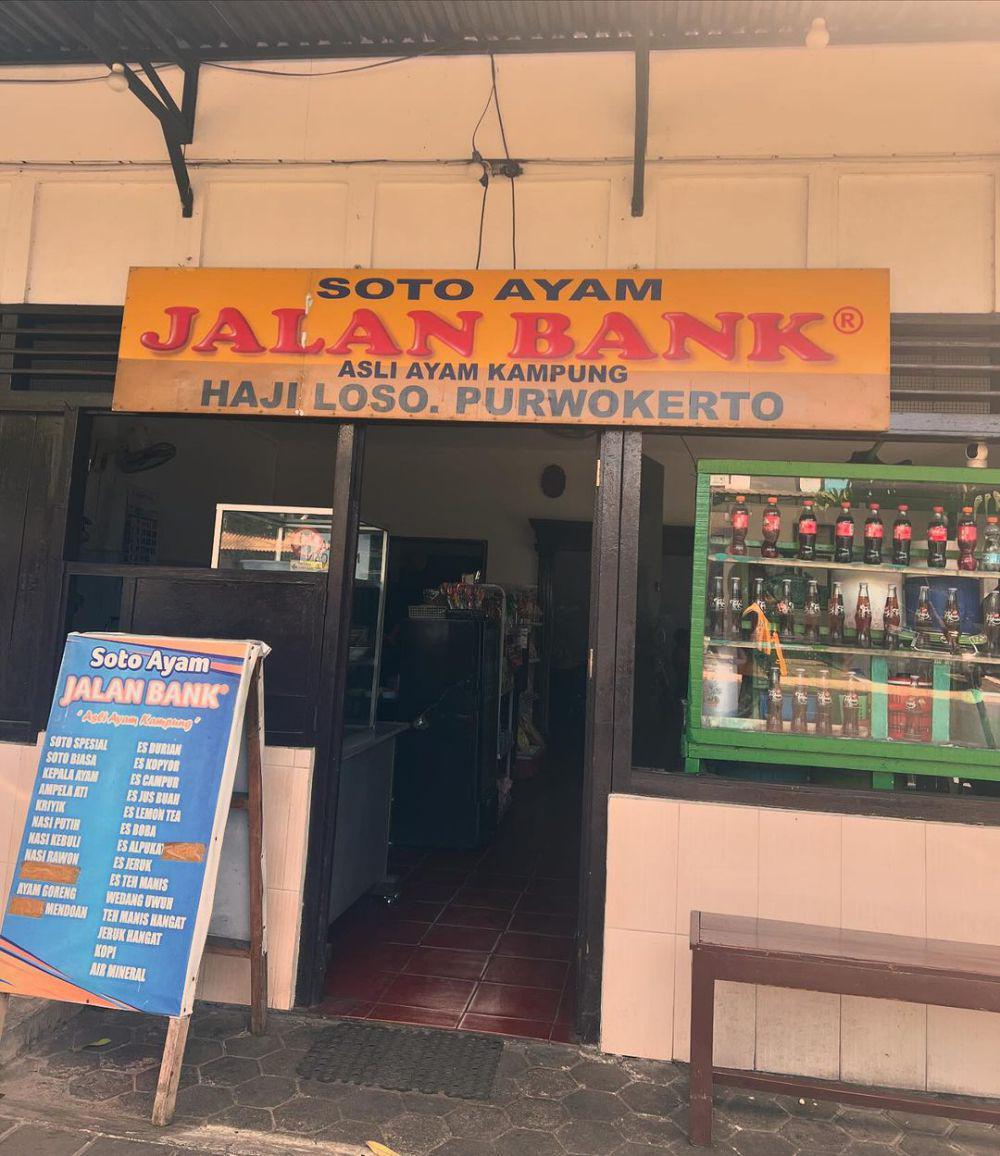 SOTO AYAM
JALAN BANK®
ASLI AYAM KAMPUNG
HAJI LOSO. PURWOKERTO
Soto Ayam
JALAN BANK®
"Asli Ayam Kampung"
SOTO SPESIAL
SOTO BIASA
KEPALA AYAM
AMPELA ATI
KRIYIK
NASI PUTIH
NASI KEBULI
NASI RAWON
AYAM GORENG
MENDOAN
ES DURIAN
ES KOPYOR
ES CAMPUR
ES JUS BUAH
ES LEMON TEA
ES BOBA
ES ALPUKA
ES JERUK
ES TEH MANIS
WEDANG UWUH
TEH MANIS HANGAT
JERUK HANGAT
KOPI
AIR MINERAL